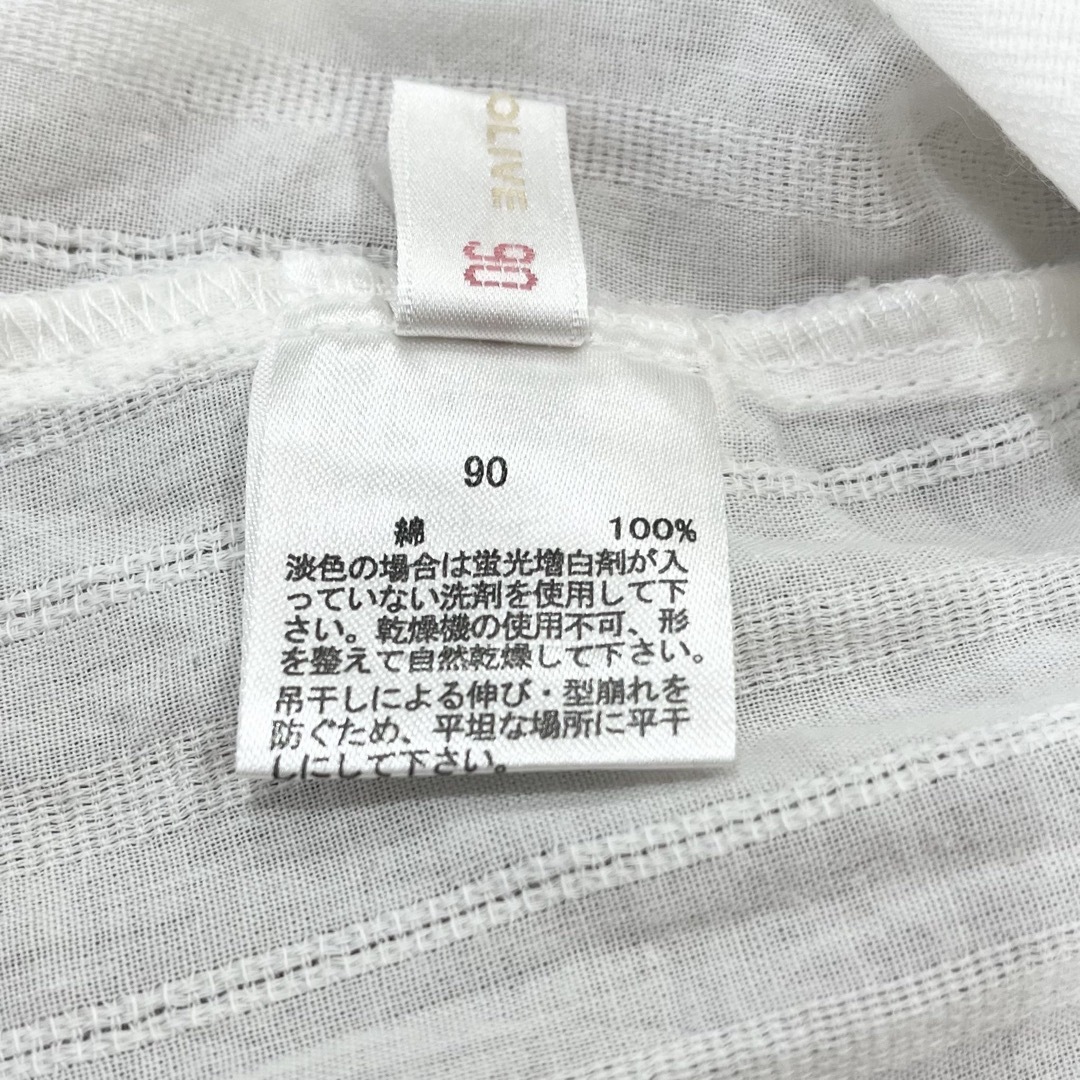 OLIVE
90
90
綿 100%
淡色の場合は蛍光増白剤が入
っていない洗剤を使用して下
さい。乾燥機の使用不可、形
を整えて自然乾燥して下さい。
吊干しによる伸び・型崩れを
防ぐため、平坦な場所に平干
しにして下さい。